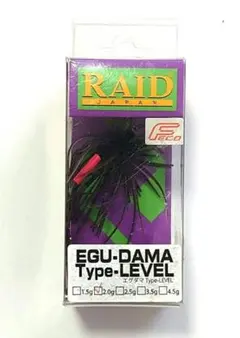 RAID
JAPAN
Feco
EGU-DAMA
Type-LEVEL
エグダマ Type-LEVEL
1.5g 2.0g 2.5g 3.5g 4.5g